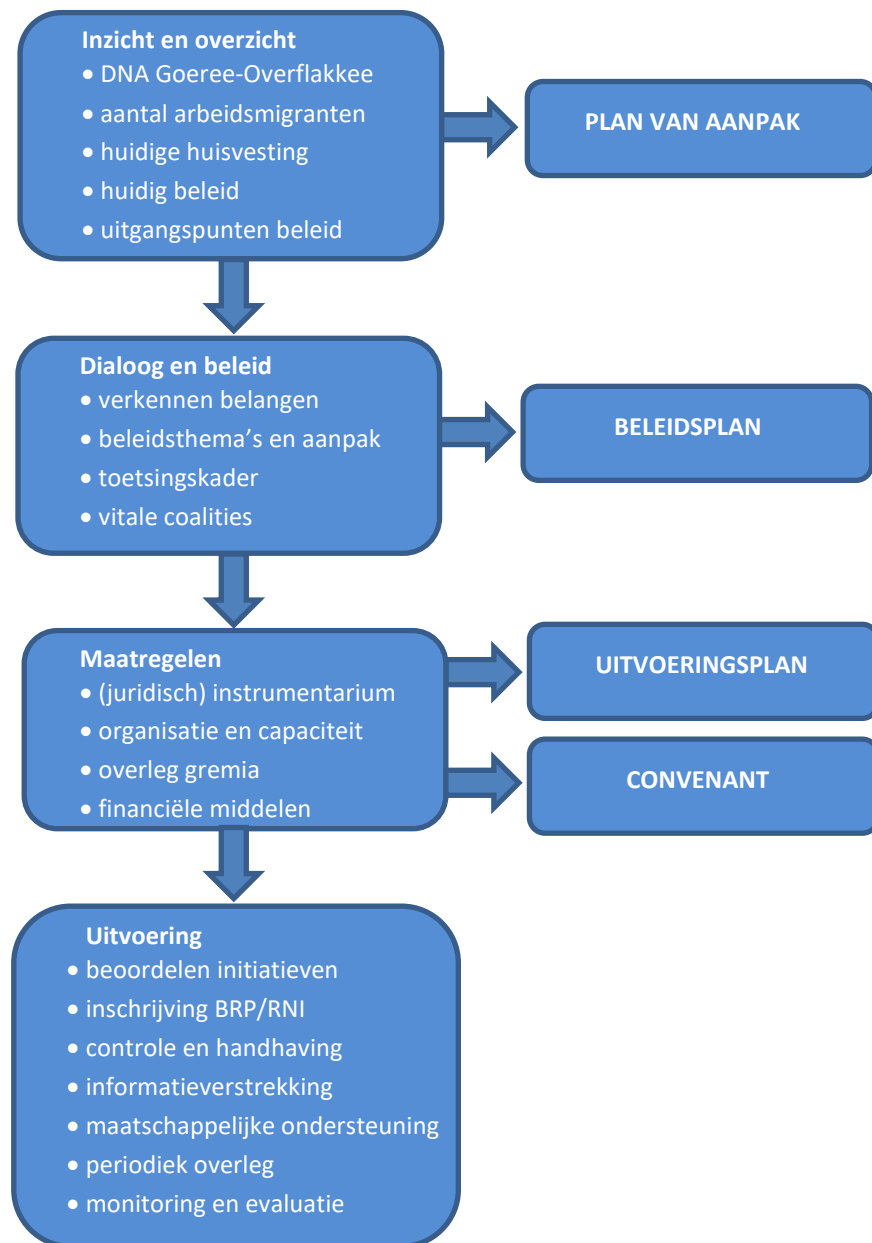 Inzicht en overzicht
• DNA Goeree-Overflakkee
• aantal arbeidsmigranten
• huidige huisvesting
• huidig beleid
• uitgangspunten beleid
PLAN VAN AANPAK
Dialoog en beleid
• verkennen belangen
• beleidsthema’s en aanpak
• toetsingskader
• vitale coalities
BELEIDSPLAN
Maatregelen
• (juridisch) instrumentarium
• organisatie en capaciteit
• overleg gremia
• financiële middelen
UITVOERINGSPLAN
CONVENANT
Uitvoering
• beoordelen initiatieven
• inschrijving BRP/RNI
• controle en handhaving
• informatieverstrekking
• maatschappelijke ondersteuning
• periodiek overleg
• monitoring en evaluatie